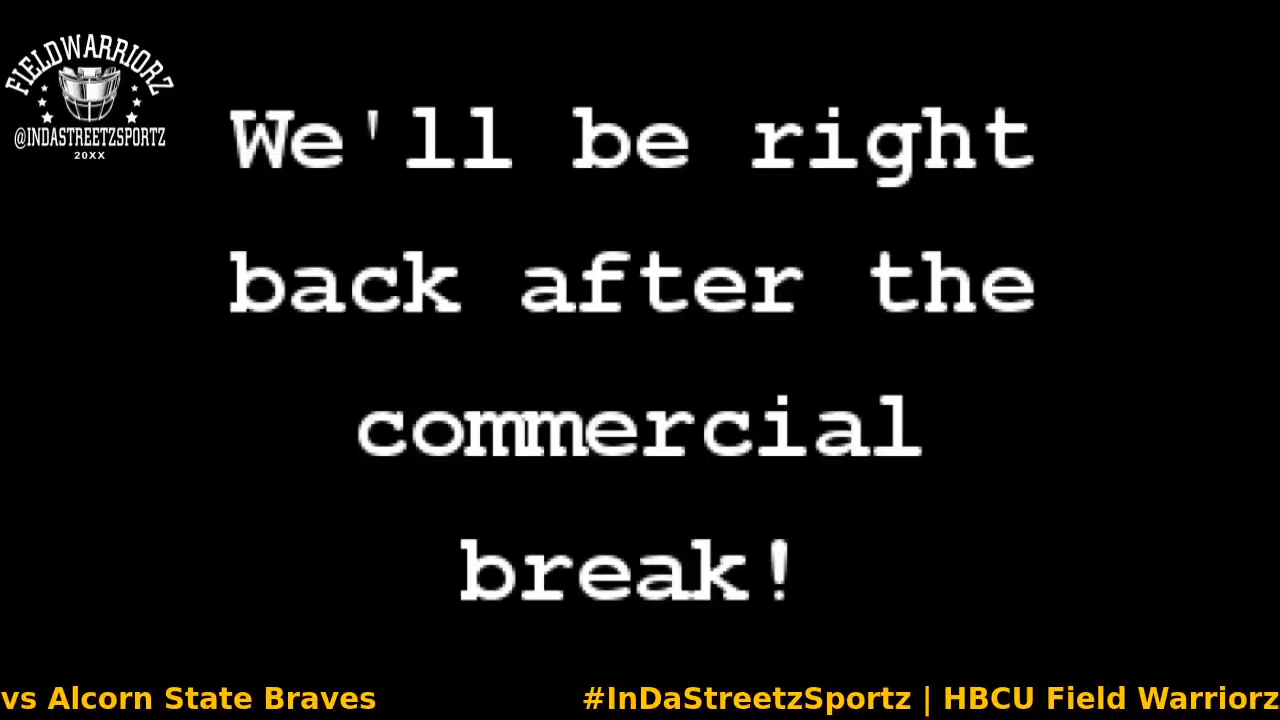 FIELDWARRIORZ
@INDASTREETZSPORTZ
20XX
We'll be right
back after the
commercial
break!
vs Alcorn State Braves #InDaStreetzSportz | HBCU Field Warriorz